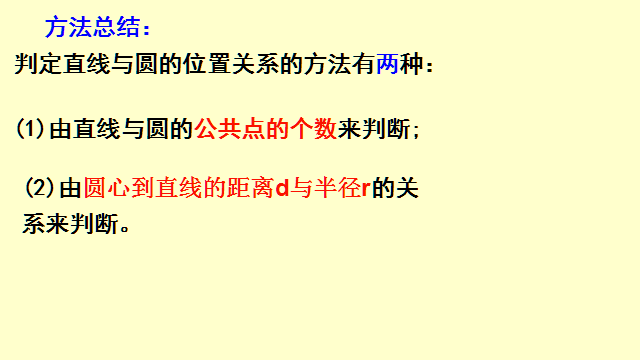 方法总结：
判定直线与圆的位置关系的方法有两种：
(1)由直线与圆的公共点的个数来判断;
(2)由圆心到直线的距离d与半径r的关
系来判断。